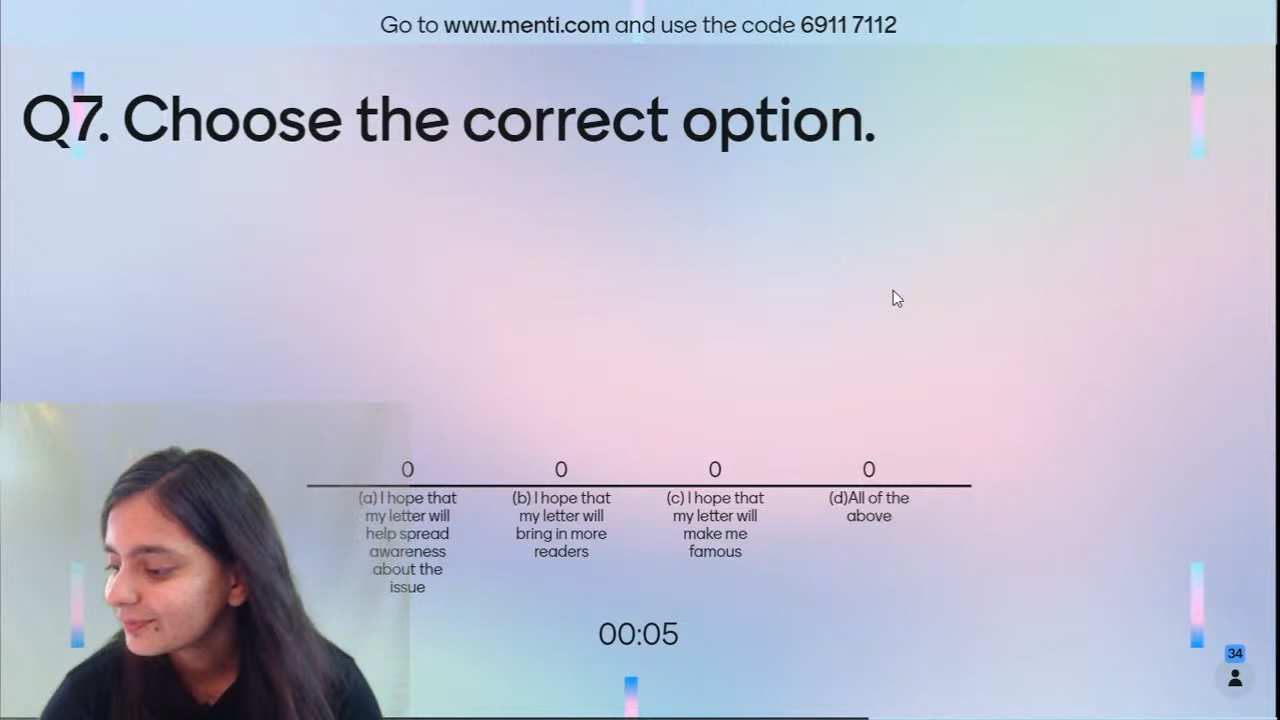 Go to www.menti.com and use the code 6911 7112
Q7. Choose the correct option.
0
0
0
0
(a) I hope that
my letter will
help spread
awareness
about the
issue
(b) I hope that
my letter will
bring in more
readers
(c) I hope that
my letter will
make me
famous
(d)All of the
above
00:05
34